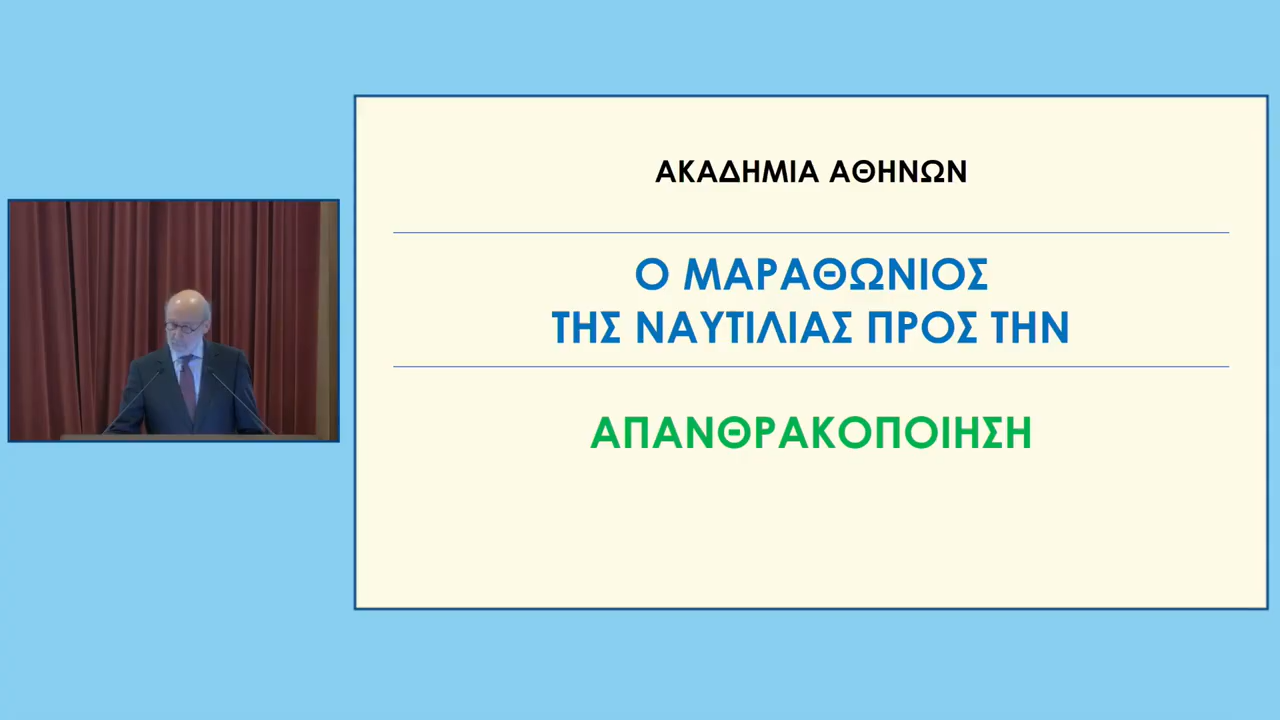 ΑΚΑΔΗΜΙΑ ΑΘΗΝΩΝ
Ο ΜΑΡΑΘΩΝΙΟΣ
ΤΗΣ ΝΑΥΤΙΛΙΑΣ ΠΡΟΣ ΤΗΝ
ΑΠΑΝΘΡΑΚΟΠΟΙΗΣΗ